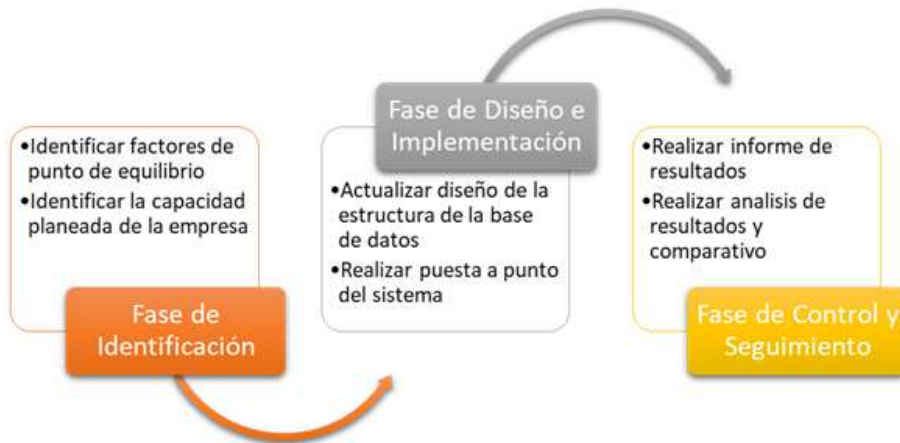 •Identificar factores de
punto de equilibrio
•Identificar la capacidad
planeada de la empresa
Fase de
Identificación
Fase de Diseño e
Implementación
•Actualizar diseño de la
estructura de la base
de datos
•Realizar puesta a punto
del sistema
•Realizar informe de
resultados
•Realizar analisis de
resultados y
comparativo
Fase de Control y
Seguimiento